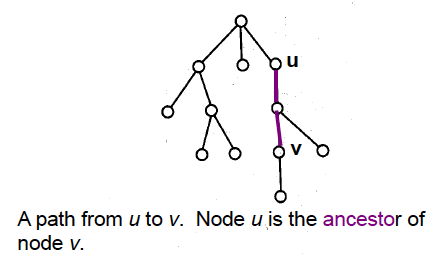 u
v
A path from u to v. Node u is the ancestor of
node v.